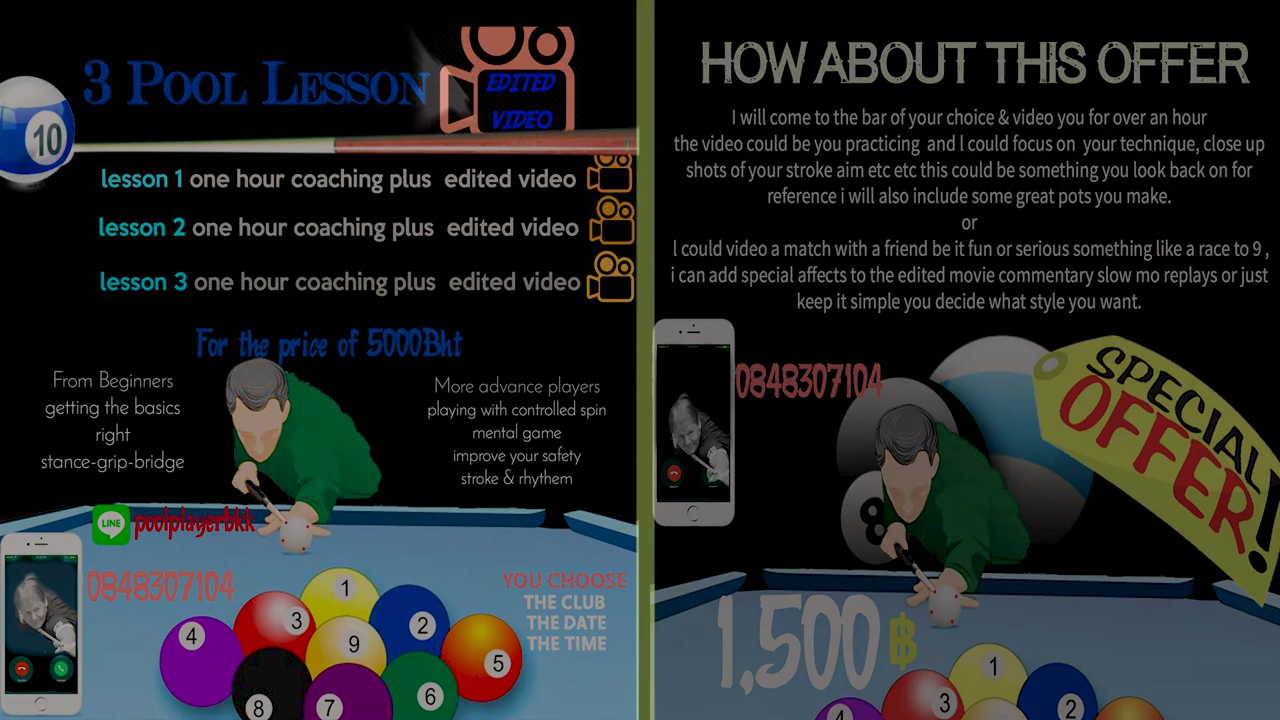 3 POOL LESSON
EDITED
VIDEO
10
lesson 1 one hour coaching plus edited video
lesson 2 one hour coaching plus edited video
lesson 3 one hour coaching plus edited video
For the price of 5000Bht
From Beginners
getting the basics
right
stance-grip-bridge
More advance players
playing with controlled spin
mental game
improve your safety
stroke & rhythem
LINE
poolplayerbkk
0848307104
YOU CHOOSE
THE CLUB
THE DATE
THE TIME
1
3
2
4
9
5
6
8
7
HOW ABOUT THIS OFFER
I will come to the bar of your choice & video you for over an hour
the video could be you practicing and l could focus on your technique, close up
shots of your stroke aim etc etc this could be something you look back on for
reference i will also include some great pots you make.
or
l could video a match with a friend be it fun or serious something like a race to 9 ,
i can add special affects to the edited movie commentary slow mo replays or just
keep it simple you decide what style you want.
0848307104
SPECIAL
OFFER!
8
1,500 ฿
1
3
2
4